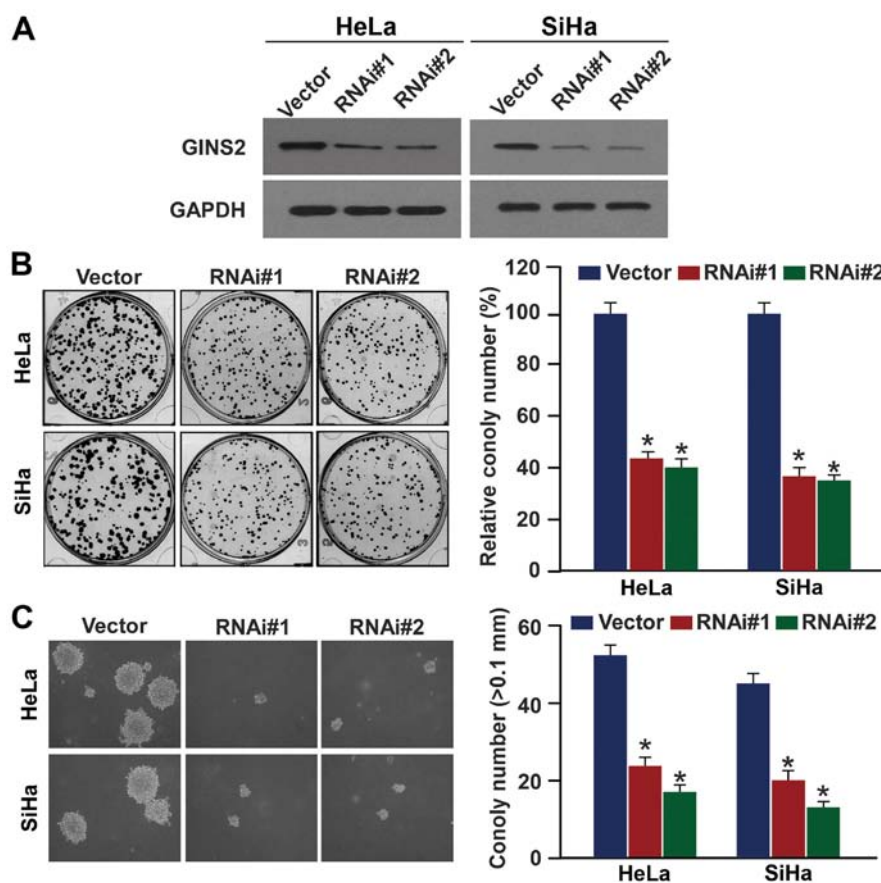 A
HeLa
SiHa
Vector
RNAi#1
RNAi#2
Vector
RNAi#1
RNAi#2
GINS2
GAPDH
B
Vector
RNAi#1
RNAi#2
HeLa
SiHa
Vector RNAi#1 RNAi#2
Relative conoly number (%)
120
100
80
60
40
20
0
* * * *
HeLa SiHa
C
Vector
RNAi#1
RNAi#2
HeLa
SiHa
Vector RNAi#1 RNAi#2
Conoly number (>0.1 mm)
60
40
20
0
* * * *
HeLa SiHa